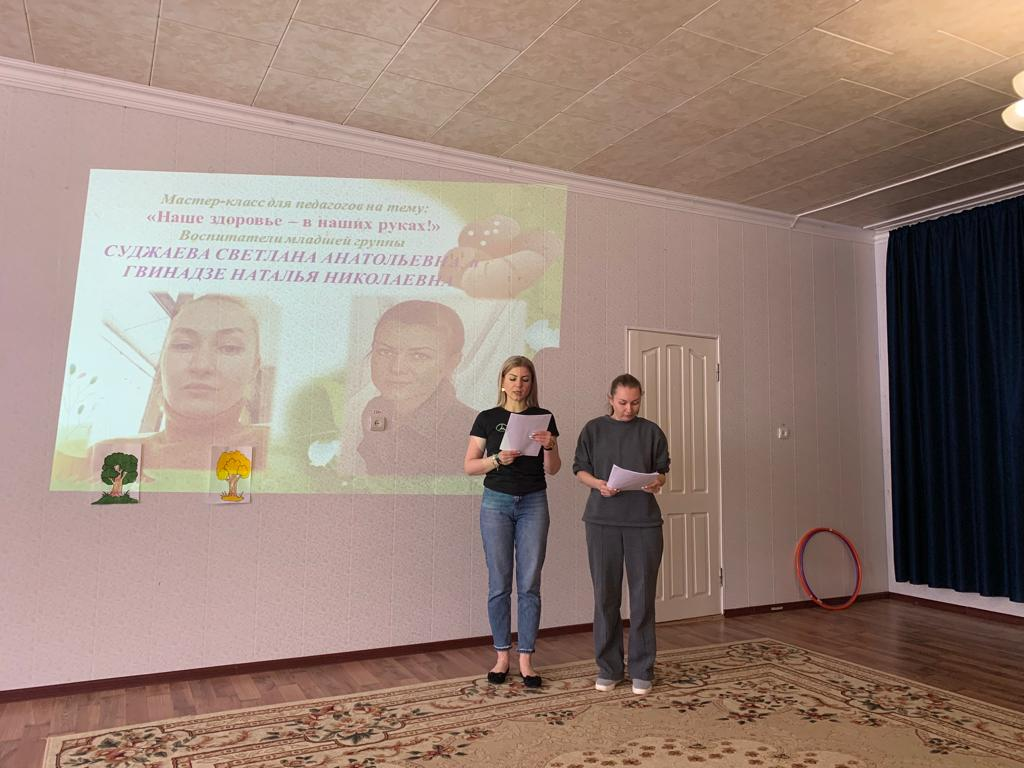 Мастер-класс для педагогов на тему:
«Наше здоровье – в наших руках!»
Воспитатели младшей группы
СУДЖАЕВА СВЕТЛАНА АНАТОЛЬЕВНА и
ГВИНАДЗЕ НАТАЛЬЯ НИКОЛАЕВНА